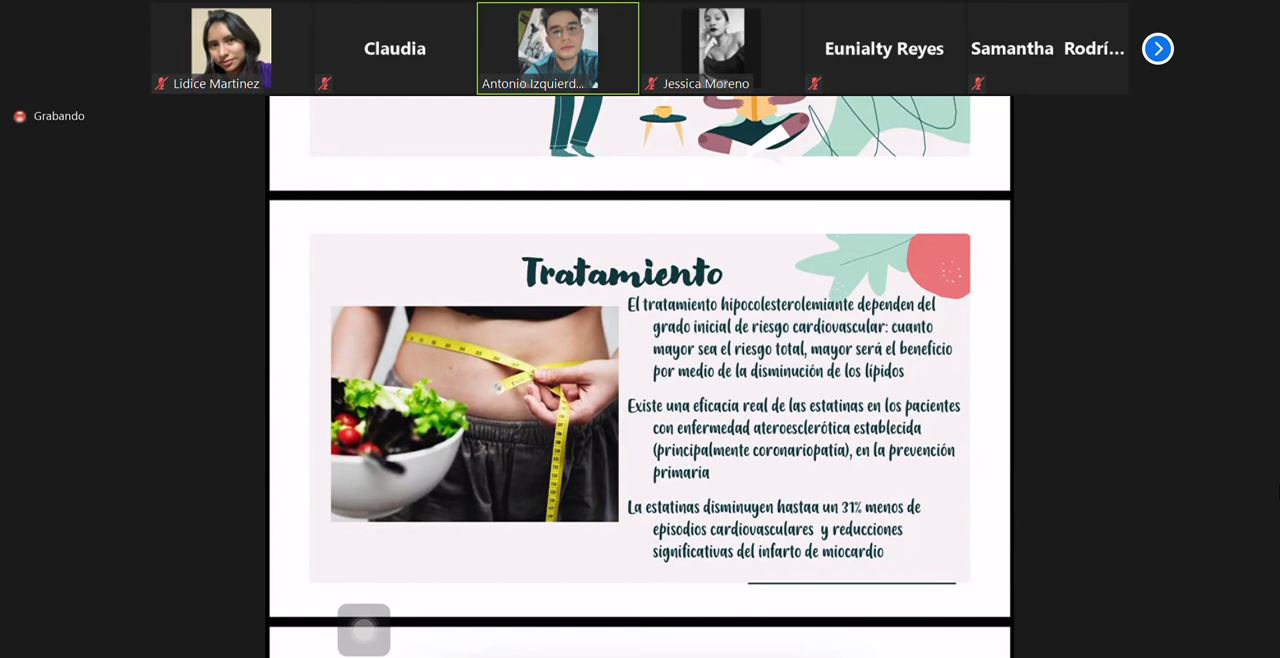 Claudia
Eunialty Reyes
Samantha Rodrí...
Lidice Martinez
Antonio Izquierd...
Jessica Moreno
Grabando
Tratamiento
El tratamiento hipocolesterolemiante dependen del
grado inicial de riesgo cardiovascular: cuanto
mayor sea el riesgo total, mayor será el beneficio
por medio de la disminución de los lípidos
Existe una eficacia real de las estatinas en los pacientes
con enfermedad ateroesclerótica establecida
(principalmente coronariopatía), en la prevención
primaria
La estatinas disminuyen hastaa un 31% menos de
episodios cardiovasculares y reducciones
significativas del infarto de miocardio